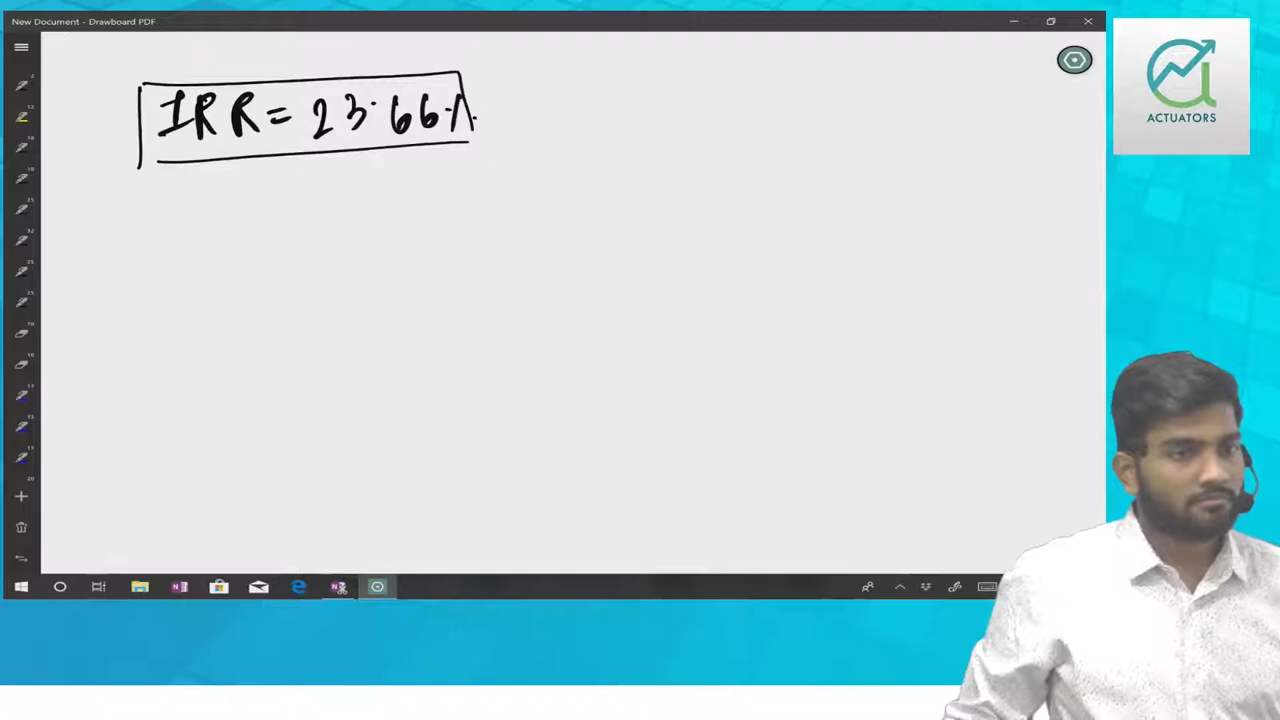 New Document - Drawboard PDF
IRR = 23.66%
ACTUATORS